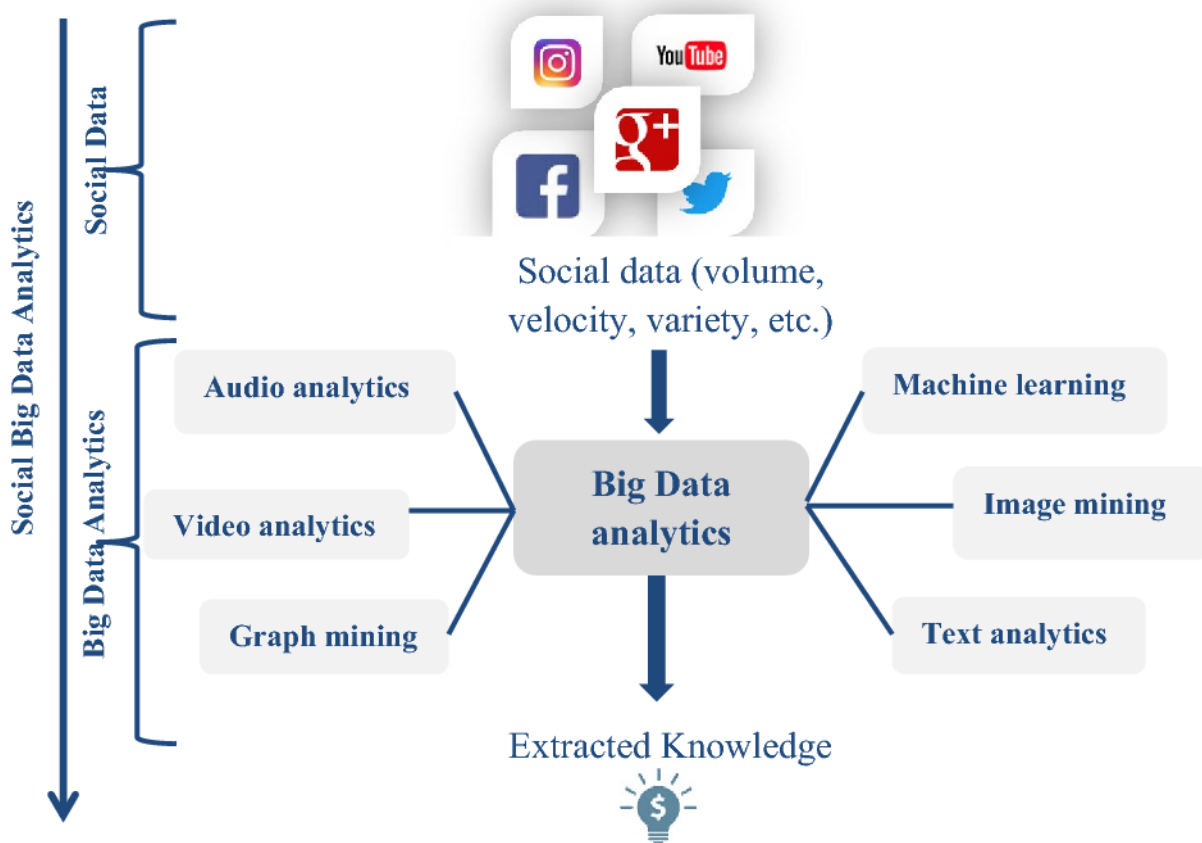 Social Big Data Analytics
Social Data
Big Data Analytics
YouTube
g+
f
Social data (volume,
velocity, variety, etc.)
Audio analytics
Machine learning
Big Data
analytics
Video analytics
Image mining
Graph mining
Text analytics
Extracted Knowledge
$